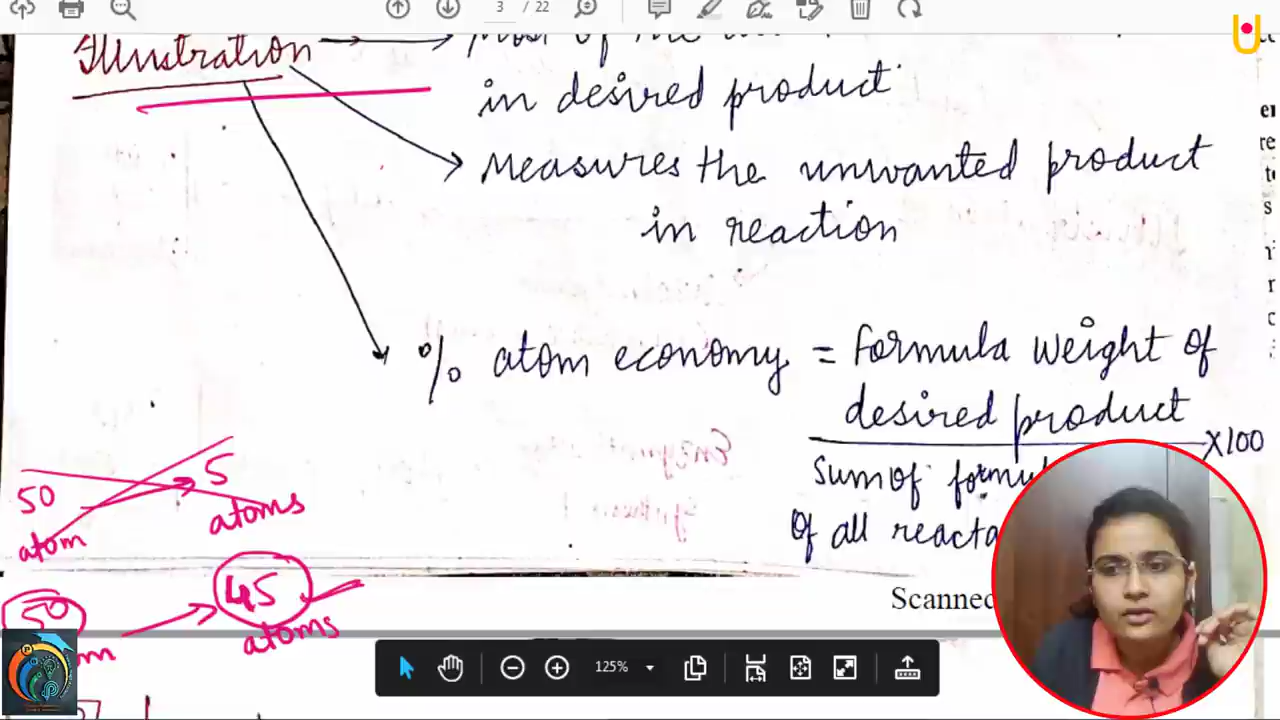 3 / 22
Illustration
in desired product
Measures the unwanted product
in reaction
% atom economy = formula weight of
desired product
X100
Sum of
of all
50
atom
5
atoms
50
45
atoms
Scanned
125%